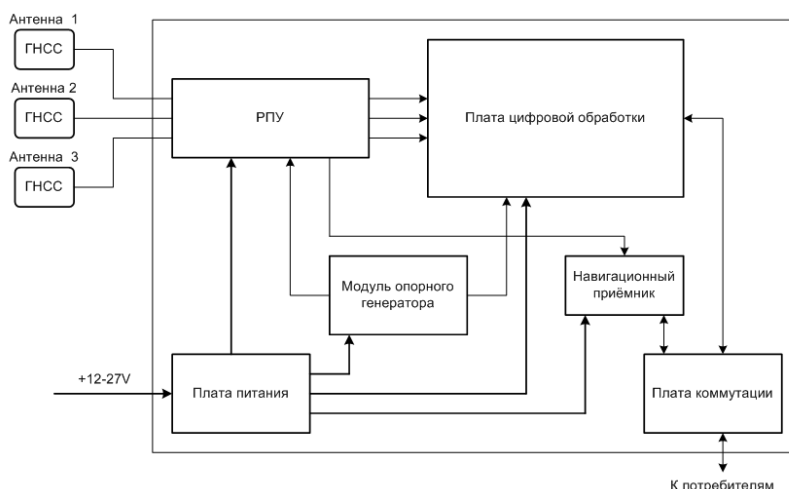 Антенна 1
ГНСС
Антенна 2
ГНСС
Антенна 3
ГНСС
РПУ
Плата цифровой обработки
Модуль опорного
генератора
Навигационный
приёмник
+12-27V
Плата питания
Плата коммутации
К потребителям